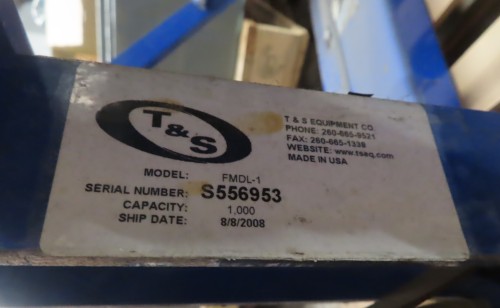 T&S
T & S EQUIPMENT CO.
PHONE: 260-665-9521
FAX: 260-665-1339
WEBSITE: www.tseq.com
MADE IN USA
MODEL: FMDL-1
SERIAL NUMBER: S556953
CAPACITY: 1,000
SHIP DATE: 8/8/2008